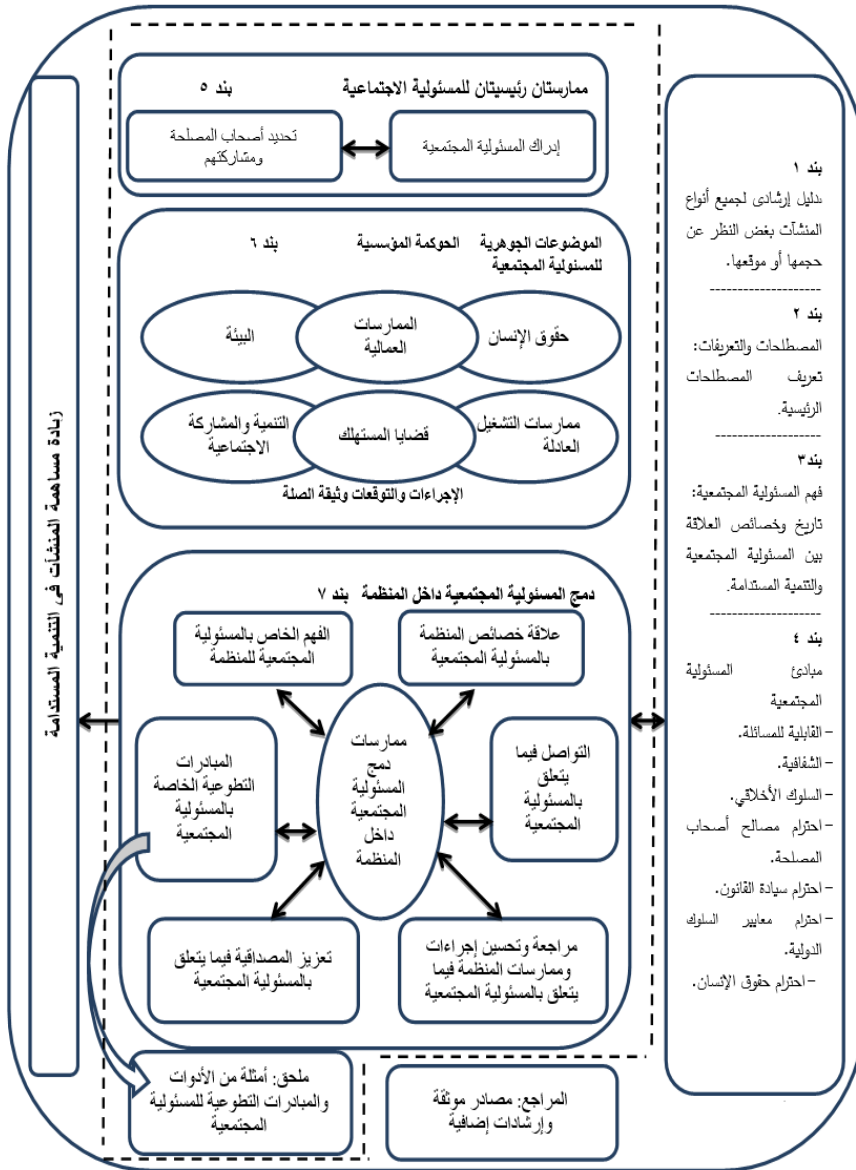 بند ١
دليل إرشادى لجميع أنواع
المنشآت بغض النظر عن
حجمها أو موقعها.
--------------------
بند ٢
المصطلحات والتعريفات:
تعريف المصطلحات
الرئيسية.
-------------------
بند٣
فهم المسئولية المجتمعية:
تاريخ وخصائص العلاقة
بين المسئولية المجتمعية
والتنمية المستدامة.
--------------------
بند ٤
مبادئ المسئولية
المجتمعية
- القابلية للمسائلة.
- الشفافية.
- السلوك الأخلاقي.
- احترام مصالح أصحاب
المصلحة.
- احترام سيادة القانون.
- احترام معايير السلوك
الدولية.
- احترام حقوق الإنسان.
ممارستان رئيسيتان للمسئولية الاجتماعية بند ٥
إدراك المسئولية المجتمعية
تحديد أصحاب المصلحة
ومشاركتهم
الموضوعات الجوهرية الحوكمة المؤسسية بند ٦
للمسئولية المجتمعية
حقوق الإنسان
الممارسات
العمالية
البيئة
ممارسات التشغيل
العادلة
قضايا المستهلك
التنمية والمشاركة
الاجتماعية
الإجراءات والتوقعات وثيقة الصلة
دمج المسئولية المجتمعية داخل المنظمة بند ٧
علاقة خصائص المنظمة
بالمسئولية المجتمعية
الفهم الخاص بالمسئولية
المجتمعية للمنظمة
التواصل فيما
يتعلق
بالمسئولية
المجتمعية
ممارسات
دمج
المسئولية
المجتمعية
داخل
المنظمة
المبادرات
التطوعية الخاصة
بالمسئولية
المجتمعية
مراجعة وتحسين إجراءات
وممارسات المنظمة فيما
يتعلق بالمسئولية المجتمعية
تعزيز المصداقية فيما يتعلق
بالمسئولية المجتمعية
المراجع: مصادر موثقة
وإرشادات إضافية
ملحق: أمثلة من الأدوات
والمبادرات التطوعية للمسئولية
المجتمعية
زيادة مساهمة المنشآت فى التنمية المستدامة